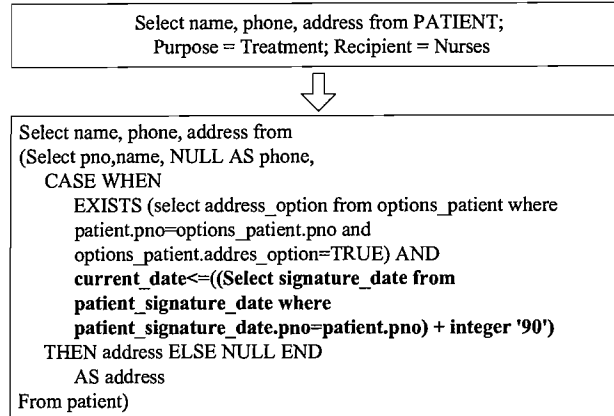 Select name, phone, address from PATIENT;
Purpose = Treatment; Recipient = Nurses
Select name, phone, address from
(Select pno,name, NULL AS phone,
CASE WHEN
EXISTS (select address_option from options_patient where
patient.pno=options_patient.pno and
options_patient.addres_option=TRUE) AND
current_date<=((Select signature_date from
patient_signature_date where
patient_signature_date.pno=patient.pno) + integer '90')
THEN address ELSE NULL END
AS address
From patient)